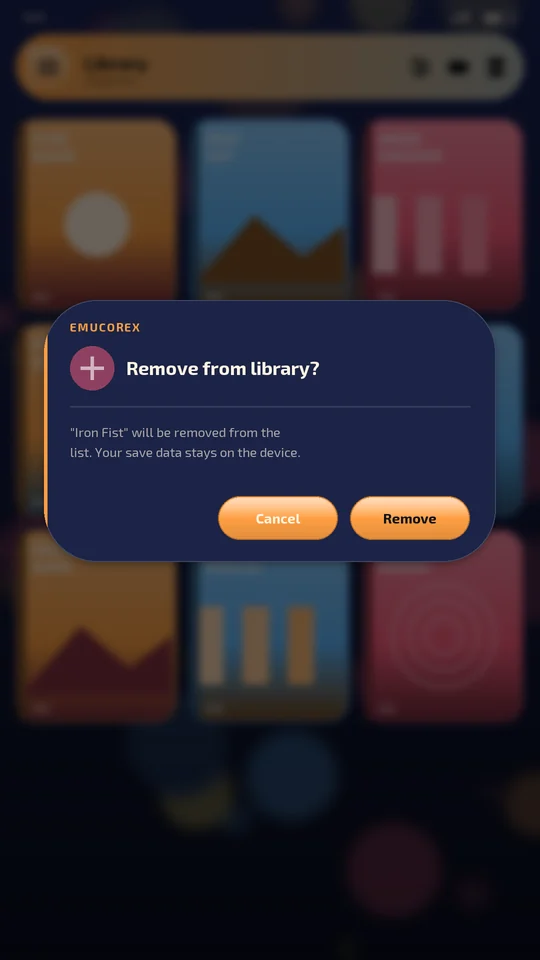 Library
EMUCOREX
Remove from library?
"Iron Fist" will be removed from the
list. Your save data stays on the device.
Cancel
Remove